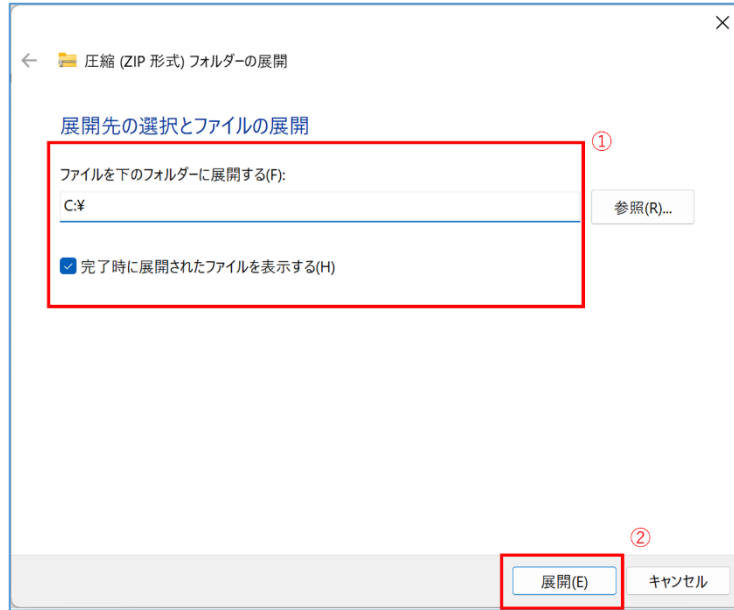 圧縮 (ZIP 形式) フォルダーの展開
展開先の選択とファイルの展開
①
ファイルを下のフォルダーに展開する(F):
C:¥
参照(R)...
完了時に展開されたファイルを表示する(H)
②
展開(E)
キャンセル